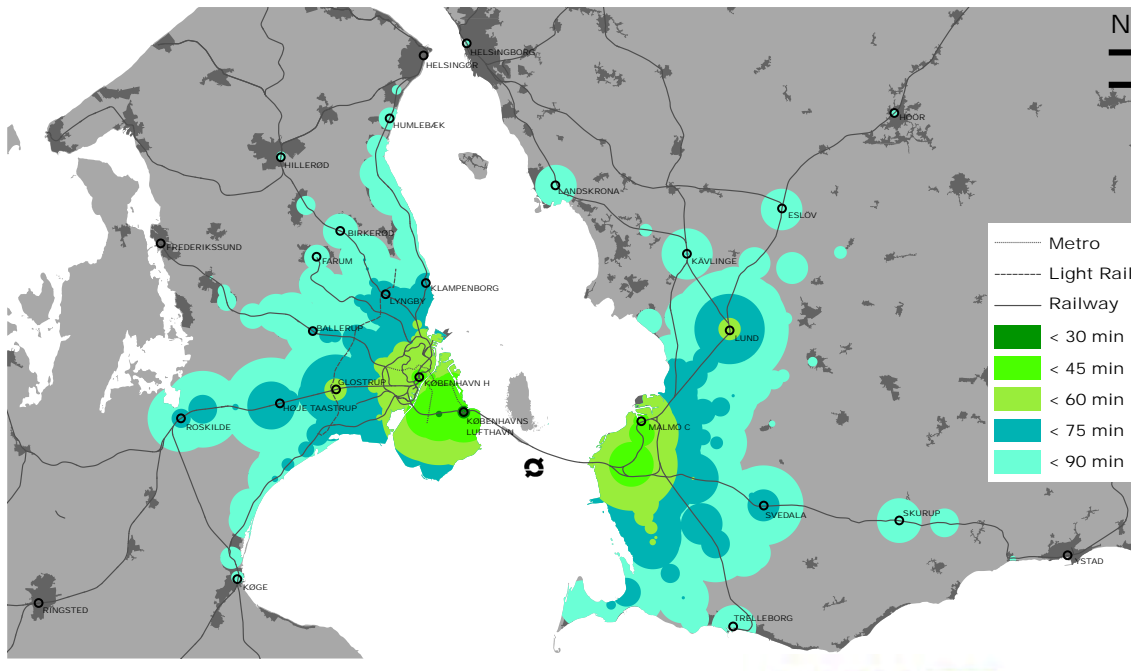 N
HELSINGBORG
HELSINGØR
HUMLEBÆK
HÖÖR
HILLERØD
LANDSKRONA
ESLÖV
BIRKERØD
FREDERIKSSUND
FARUM
KÄVLINGE
KLAMPENBORG
LYNGBY
BALLERUP
LUND
KØBENHAVN H
GLOSTRUP
HØJE TAASTRUP
ROSKILDE
KØBENHAVNS
LUFTHAVN
MALMÖ C
SVEDALA
SKURUP
YSTAD
KØGE
RINGSTED
TRELLEBORG
Metro
Light Rail
Railway
< 30 min
< 45 min
< 60 min
< 75 min
< 90 min